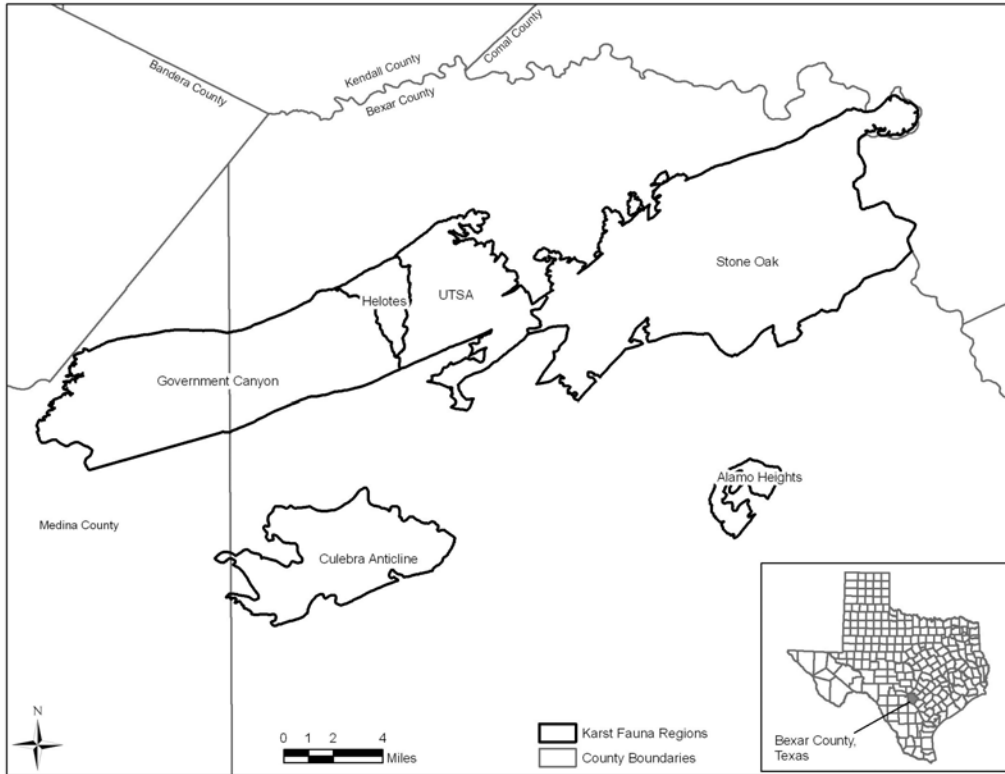 Comal County
Kendall County
Bandera County
Bexar County
Stone Oak
UTSA
Helotes
Government Canyon
Alamo Heights
Medina County
Culebra Anticline
N
0 1 2 4
Miles
Karst Fauna Regions
County Boundaries
Bexar County,
Texas